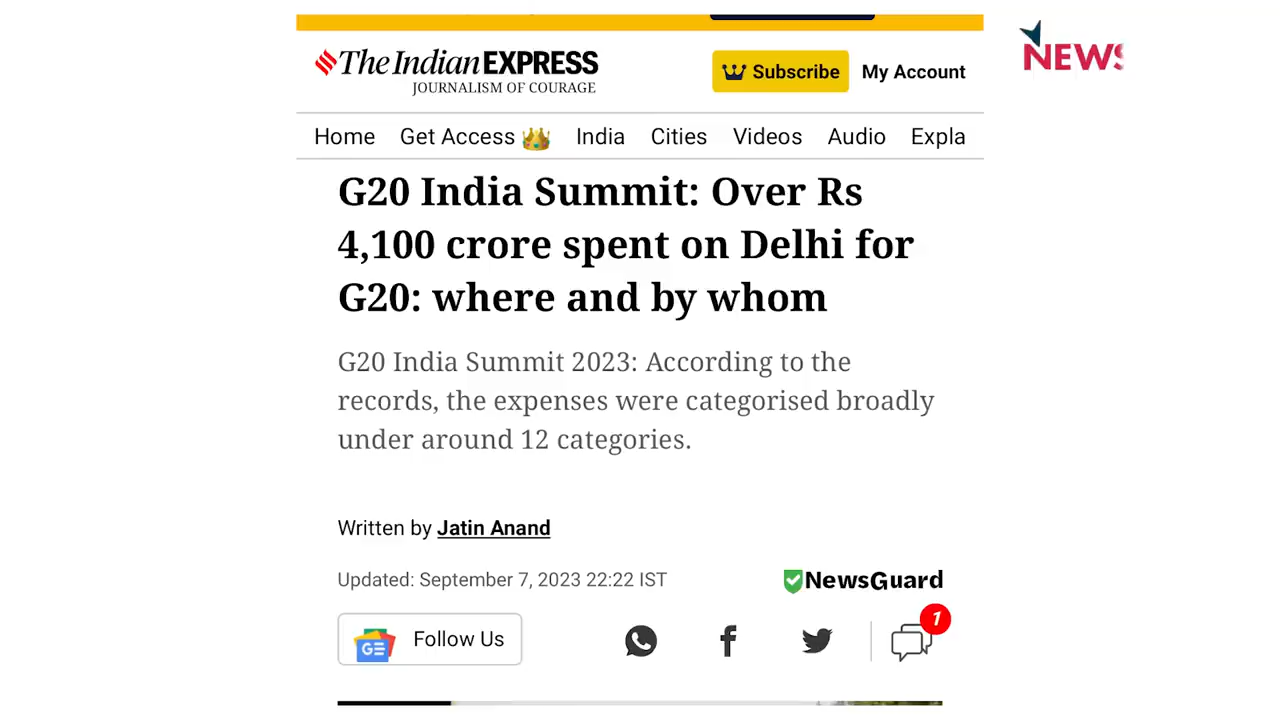 The Indian EXPRESS
JOURNALISM OF COURAGE
Subscribe
My Account
NEWS
Home Get Access India Cities Videos Audio Expla
G20 India Summit: Over Rs
4,100 crore spent on Delhi for
G20: where and by whom
G20 India Summit 2023: According to the
records, the expenses were categorised broadly
under around 12 categories.
Written by Jatin Anand
Updated: September 7, 2023 22:22 IST
NewsGuard
GE
Follow Us
1